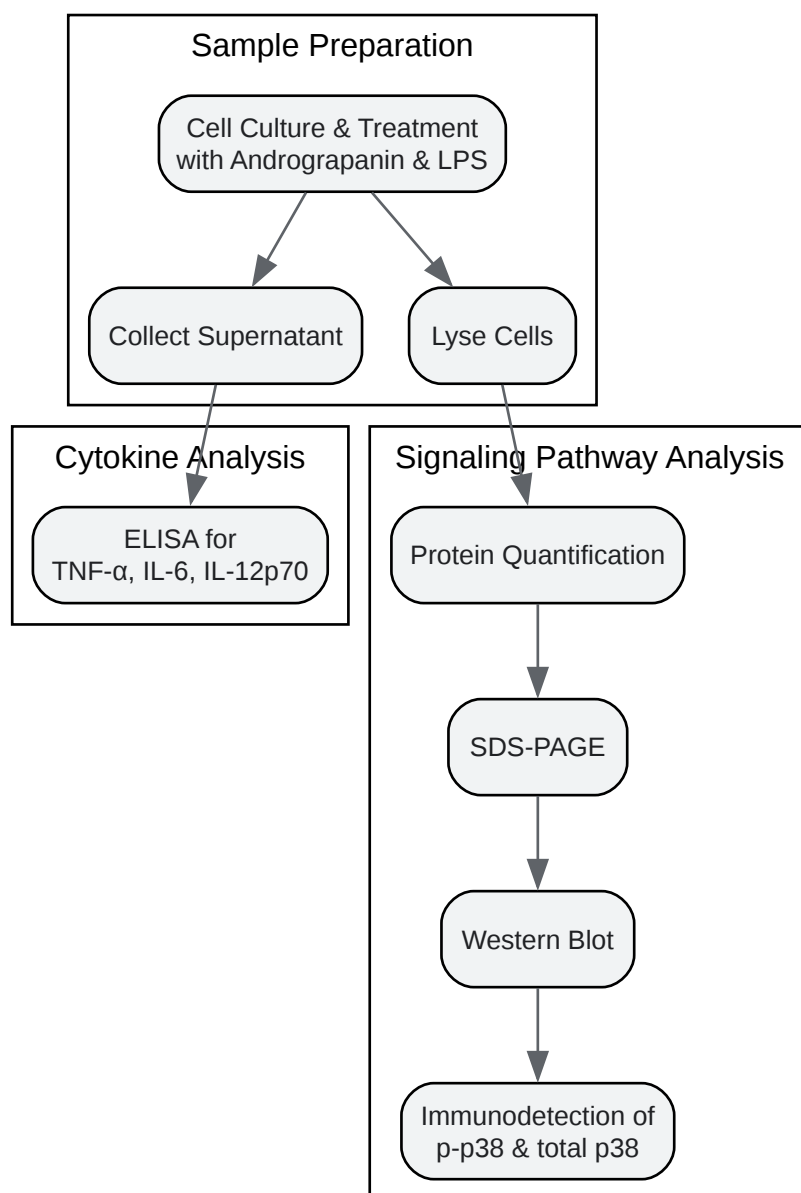 Sample Preparation
Cell Culture & Treatment
with Andrograpanin & LPS
Collect Supernatant
Lyse Cells
Cytokine Analysis
ELISA for
TNF-α, IL-6, IL-12p70
Signaling Pathway Analysis
Protein Quantification
SDS-PAGE
Western Blot
Immunodetection of
p-p38 & total p38